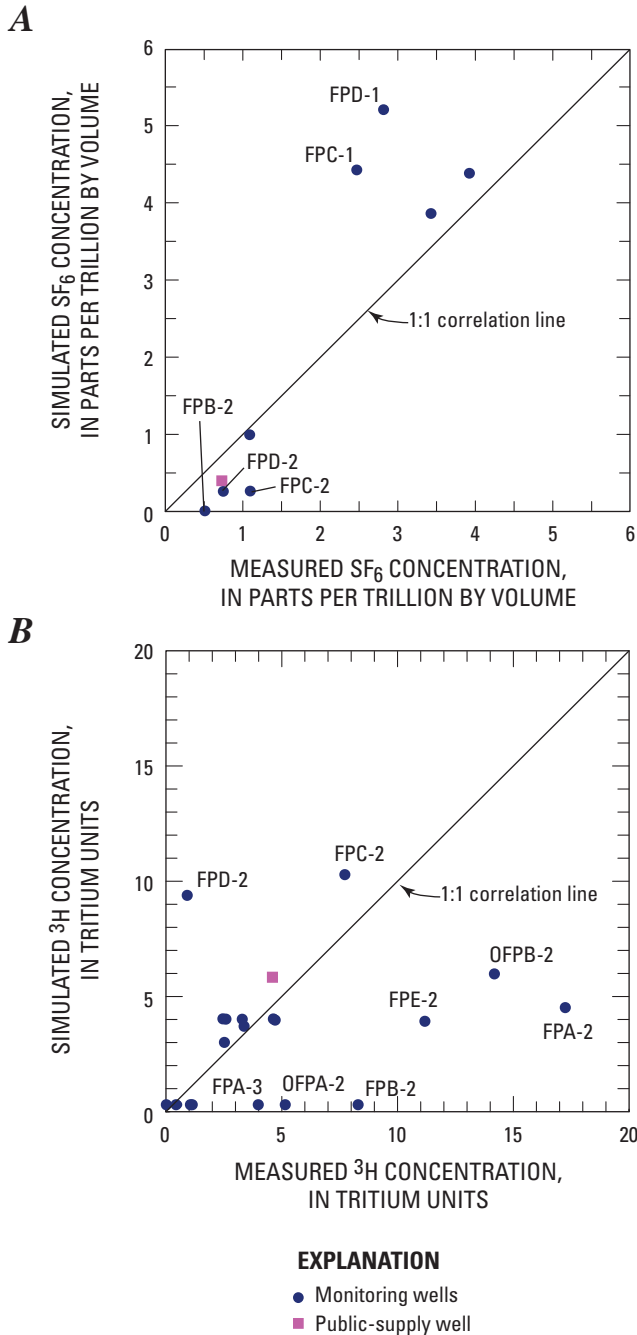 A
SIMULATED SF6 CONCENTRATION,
IN PARTS PER TRILLION BY VOLUME
6
5
4
3
2
1
0
FPD-1
FPC-1
1:1 correlation line
FPB-2
FPD-2
FPC-2
0 1 2 3 4 5 6
MEASURED SF6 CONCENTRATION,
IN PARTS PER TRILLION BY VOLUME
B
SIMULATED 3H CONCENTRATION,
IN TRITIUM UNITS
20
15
10
5
0
FPC-2
FPD-2
1:1 correlation line
OFPB-2
FPE-2
FPA-2
FPA-3 OFPA-2 FPB-2
0 5 10 15 20
MEASURED 3H CONCENTRATION,
IN TRITIUM UNITS
EXPLANATION
Monitoring wells
Public-supply well